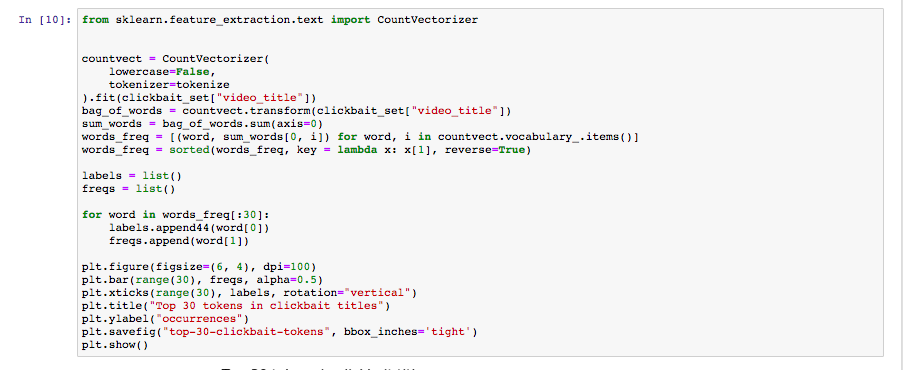 In [10]: from sklearn.feature_extraction.text import CountVectorizer
countvect = CountVectorizer(
lowercase=False,
tokenizer=tokenize
).fit(clickbait_set["video_title"])
bag_of_words = countvect.transform(clickbait_set["video_title"])
sum_words = bag_of_words.sum(axis=0)
words_freq = [(word, sum_words[0, i]) for word, i in countvect.vocabulary_.items()]
words_freq = sorted(words_freq, key = lambda x: x[1], reverse=True)
labels = list()
freqs = list()
for word in words_freq[:30]:
labels.append44(word[0])
freqs.append(word[1])
plt.figure(figsize=(6, 4), dpi=100)
plt.bar(range(30), freqs, alpha=0.5)
plt.xticks(range(30), labels, rotation="vertical")
plt.title("Top 30 tokens in clickbait titles")
plt.ylabel("occurrences")
plt.savefig("top-30-clickbait-tokens", bbox_inches='tight')
plt.show()